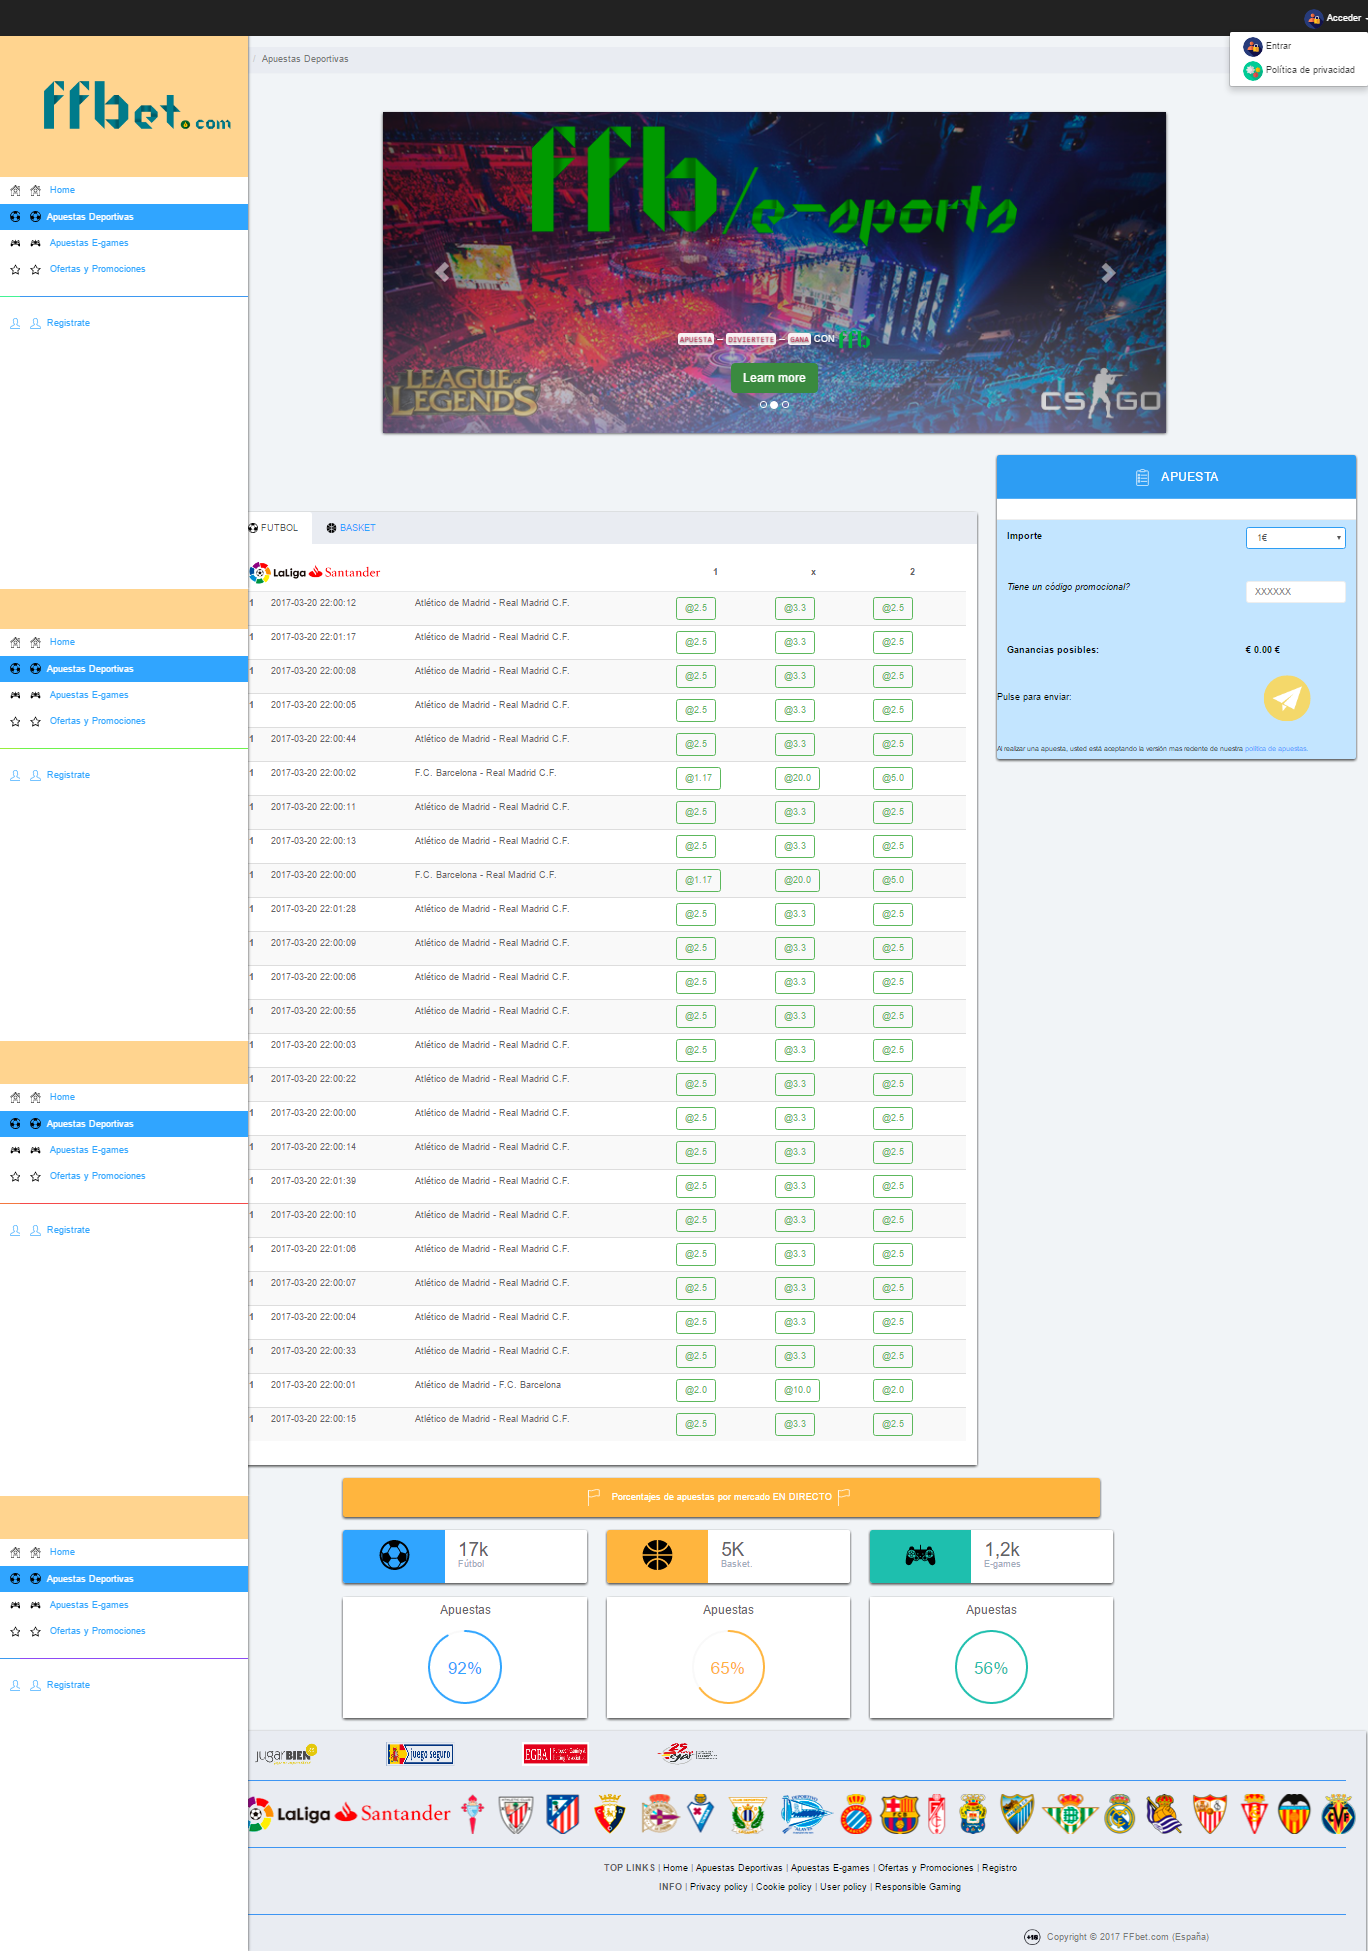 Acceder
Entrar
Política de privacidad
/ Apuestas Deportivas
ffbet.com
Home
Apuestas Deportivas
Apuestas E-games
Ofertas y Promociones
Registrate
ffb/e-sports
APUESTA – DIVIERTETE – GANA CON ffb
Learn more
LEAGUE of LEGENDS
CS GO
APUESTA
Importe 1€
Tiene un código promocional? XXXXXX
Ganancias posibles: € 0.00 €
Pulse para enviar:
Al realizar una apuesta, usted está aceptando la versión mas reciente de nuestra política de apuestas.
FUTBOL BASKET
LaLiga Santander 1 x 2
1 2017-03-20 22:00:12 Atlético de Madrid - Real Madrid C.F. @2.5 @3.3 @2.5
1 2017-03-20 22:01:17 Atlético de Madrid - Real Madrid C.F. @2.5 @3.3 @2.5
1 2017-03-20 22:00:08 Atlético de Madrid - Real Madrid C.F. @2.5 @3.3 @2.5
1 2017-03-20 22:00:05 Atlético de Madrid - Real Madrid C.F. @2.5 @3.3 @2.5
1 2017-03-20 22:00:44 Atlético de Madrid - Real Madrid C.F. @2.5 @3.3 @2.5
1 2017-03-20 22:00:02 F.C. Barcelona - Real Madrid C.F. @1.17 @20.0 @5.0
1 2017-03-20 22:00:11 Atlético de Madrid - Real Madrid C.F. @2.5 @3.3 @2.5
1 2017-03-20 22:00:13 Atlético de Madrid - Real Madrid C.F. @2.5 @3.3 @2.5
1 2017-03-20 22:00:00 F.C. Barcelona - Real Madrid C.F. @1.17 @20.0 @5.0
1 2017-03-20 22:01:28 Atlético de Madrid - Real Madrid C.F. @2.5 @3.3 @2.5
1 2017-03-20 22:00:09 Atlético de Madrid - Real Madrid C.F. @2.5 @3.3 @2.5
1 2017-03-20 22:00:06 Atlético de Madrid - Real Madrid C.F. @2.5 @3.3 @2.5
1 2017-03-20 22:00:55 Atlético de Madrid - Real Madrid C.F. @2.5 @3.3 @2.5
1 2017-03-20 22:00:03 Atlético de Madrid - Real Madrid C.F. @2.5 @3.3 @2.5
1 2017-03-20 22:00:22 Atlético de Madrid - Real Madrid C.F. @2.5 @3.3 @2.5
1 2017-03-20 22:00:00 Atlético de Madrid - Real Madrid C.F. @2.5 @3.3 @2.5
1 2017-03-20 22:00:14 Atlético de Madrid - Real Madrid C.F. @2.5 @3.3 @2.5
1 2017-03-20 22:01:39 Atlético de Madrid - Real Madrid C.F. @2.5 @3.3 @2.5
1 2017-03-20 22:00:10 Atlético de Madrid - Real Madrid C.F. @2.5 @3.3 @2.5
1 2017-03-20 22:01:06 Atlético de Madrid - Real Madrid C.F. @2.5 @3.3 @2.5
1 2017-03-20 22:00:07 Atlético de Madrid - Real Madrid C.F. @2.5 @3.3 @2.5
1 2017-03-20 22:00:04 Atlético de Madrid - Real Madrid C.F. @2.5 @3.3 @2.5
1 2017-03-20 22:00:33 Atlético de Madrid - Real Madrid C.F. @2.5 @3.3 @2.5
1 2017-03-20 22:00:01 Atlético de Madrid - F.C. Barcelona @2.0 @10.0 @2.0
1 2017-03-20 22:00:15 Atlético de Madrid - Real Madrid C.F. @2.5 @3.3 @2.5
Home
Apuestas Deportivas
Apuestas E-games
Ofertas y Promociones
Registrate
Home
Apuestas Deportivas
Apuestas E-games
Ofertas y Promociones
Registrate
Home
Apuestas Deportivas
Apuestas E-games
Ofertas y Promociones
Registrate
Porcentajes de apuestas por mercado EN DIRECTO
17k
Fútbol
5K
Basket.
1,2k
E-games
Apuestas
92%
Apuestas
65%
Apuestas
56%
jugarBIEN juego seguro EGBA 25
LaLiga Santander
TOP LINKS | Home | Apuestas Deportivas | Apuestas E-games | Ofertas y Promociones | Registro
INFO | Privacy policy | Cookie policy | User policy | Responsible Gaming
+18 Copyright © 2017 FFbet.com (España)